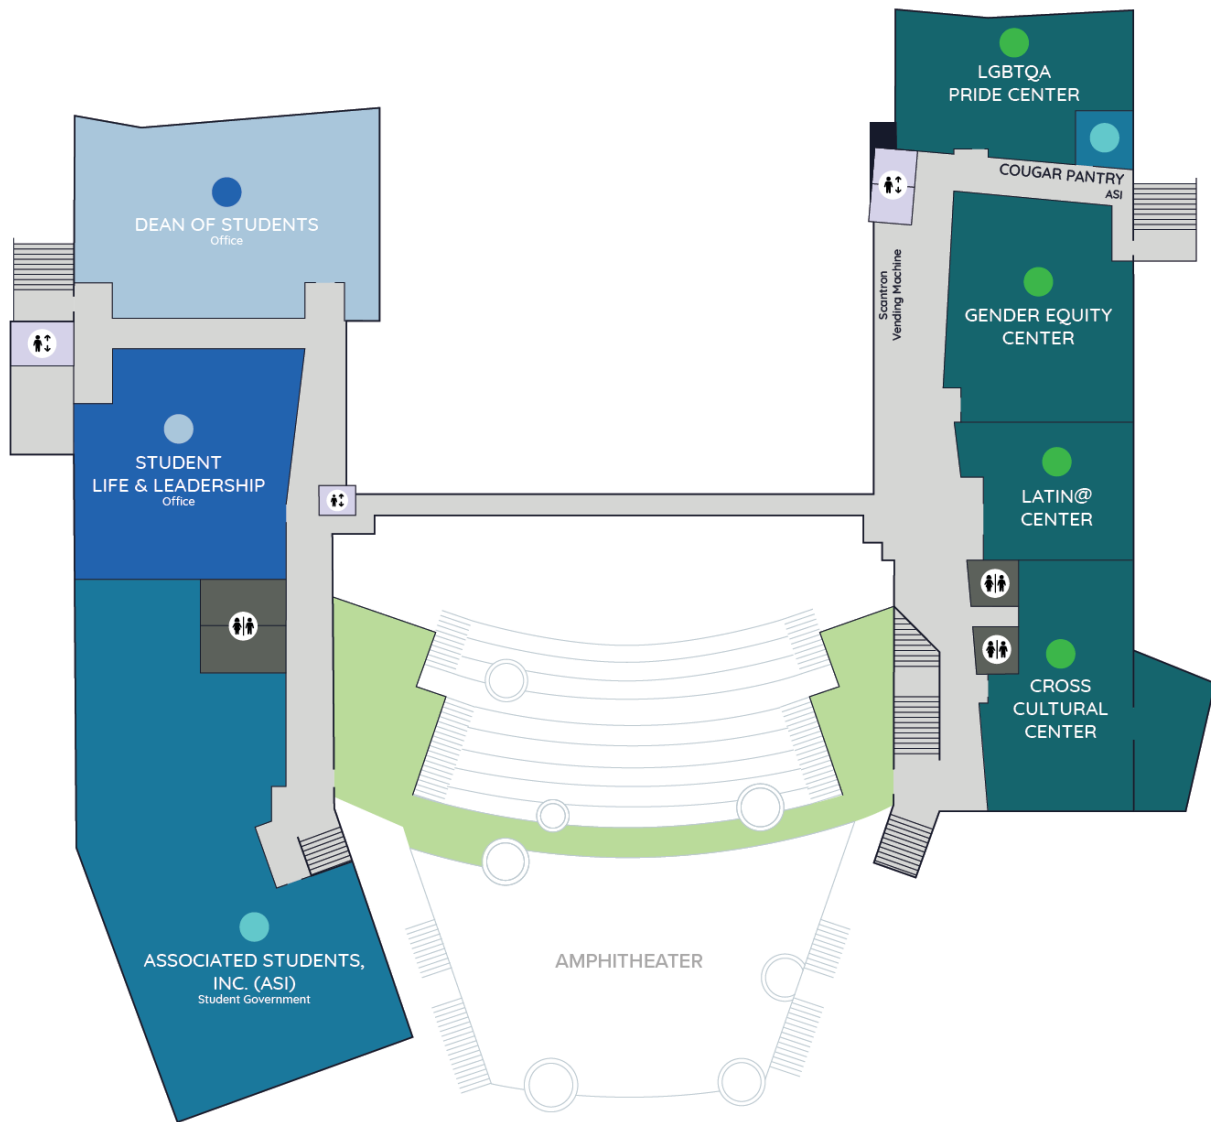 LGBTQA
PRIDE CENTER
COUGAR PANTRY
ASI
DEAN OF STUDENTS
Office
Scantron
Vending Machine
GENDER EQUITY
CENTER
STUDENT
LIFE & LEADERSHIP
Office
LATIN@
CENTER
CROSS
CULTURAL
CENTER
ASSOCIATED STUDENTS,
INC. (ASI)
Student Government
AMPHITHEATER